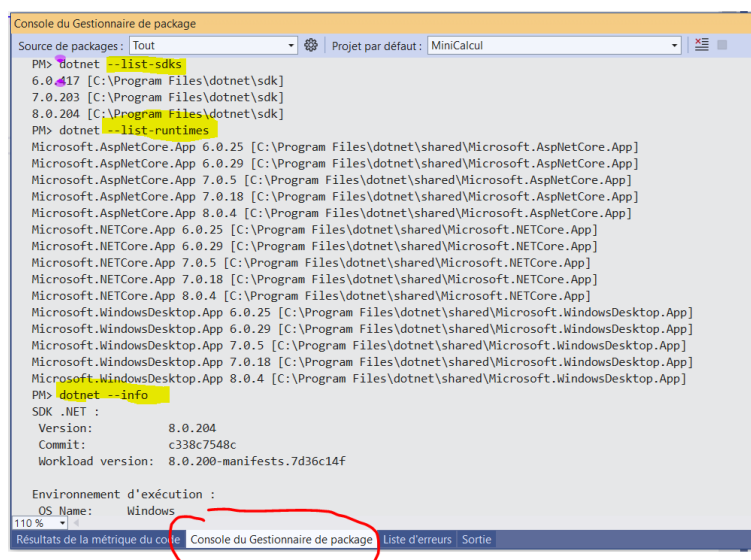 Console du Gestionnaire de package
Source de packages : Tout Projet par défaut : MiniCalcul
PM> dotnet --list-sdks
6.0.417 [C:\Program Files\dotnet\sdk]
7.0.203 [C:\Program Files\dotnet\sdk]
8.0.204 [C:\Program Files\dotnet\sdk]
PM> dotnet --list-runtimes
Microsoft.AspNetCore.App 6.0.25 [C:\Program Files\dotnet\shared\Microsoft.AspNetCore.App]
Microsoft.AspNetCore.App 6.0.29 [C:\Program Files\dotnet\shared\Microsoft.AspNetCore.App]
Microsoft.AspNetCore.App 7.0.5 [C:\Program Files\dotnet\shared\Microsoft.AspNetCore.App]
Microsoft.AspNetCore.App 7.0.18 [C:\Program Files\dotnet\shared\Microsoft.AspNetCore.App]
Microsoft.AspNetCore.App 8.0.4 [C:\Program Files\dotnet\shared\Microsoft.AspNetCore.App]
Microsoft.NETCore.App 6.0.25 [C:\Program Files\dotnet\shared\Microsoft.NETCore.App]
Microsoft.NETCore.App 6.0.29 [C:\Program Files\dotnet\shared\Microsoft.NETCore.App]
Microsoft.NETCore.App 7.0.5 [C:\Program Files\dotnet\shared\Microsoft.NETCore.App]
Microsoft.NETCore.App 7.0.18 [C:\Program Files\dotnet\shared\Microsoft.NETCore.App]
Microsoft.NETCore.App 8.0.4 [C:\Program Files\dotnet\shared\Microsoft.NETCore.App]
Microsoft.WindowsDesktop.App 6.0.25 [C:\Program Files\dotnet\shared\Microsoft.WindowsDesktop.App]
Microsoft.WindowsDesktop.App 6.0.29 [C:\Program Files\dotnet\shared\Microsoft.WindowsDesktop.App]
Microsoft.WindowsDesktop.App 7.0.5 [C:\Program Files\dotnet\shared\Microsoft.WindowsDesktop.App]
Microsoft.WindowsDesktop.App 7.0.18 [C:\Program Files\dotnet\shared\Microsoft.WindowsDesktop.App]
Microsoft.WindowsDesktop.App 8.0.4 [C:\Program Files\dotnet\shared\Microsoft.WindowsDesktop.App]
PM> dotnet --info
SDK .NET :
Version: 8.0.204
Commit: c338c7548c
Workload version: 8.0.200-manifests.7d36c14f
Environnement d'exécution :
OS Name: Windows
110 %
Résultats de la métrique du code Console du Gestionnaire de package Liste d'erreurs Sortie